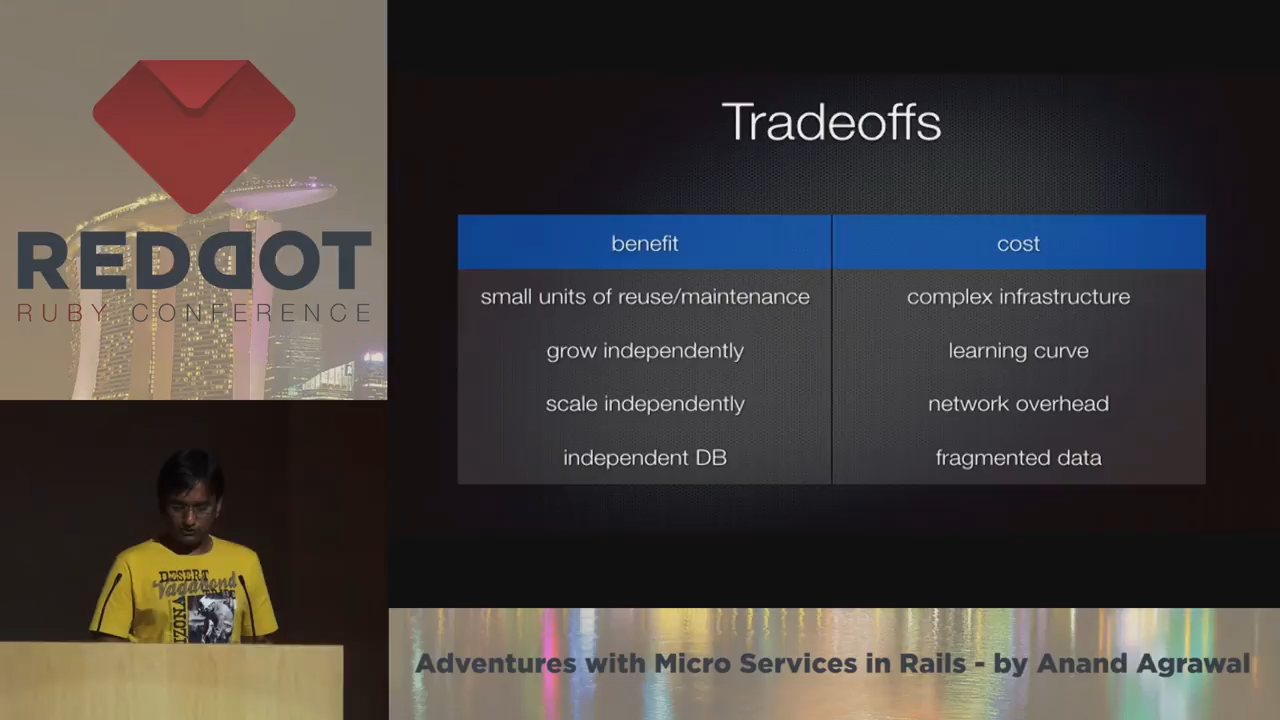 REDDOT
RUBY CONFERENCE
Tradeoffs
benefit cost
small units of reuse/maintenance complex infrastructure
grow independently learning curve
scale independently network overhead
independent DB fragmented data
DESERT
Vagabond
Adventures with Micro Services in Rails - by Anand Agrawal